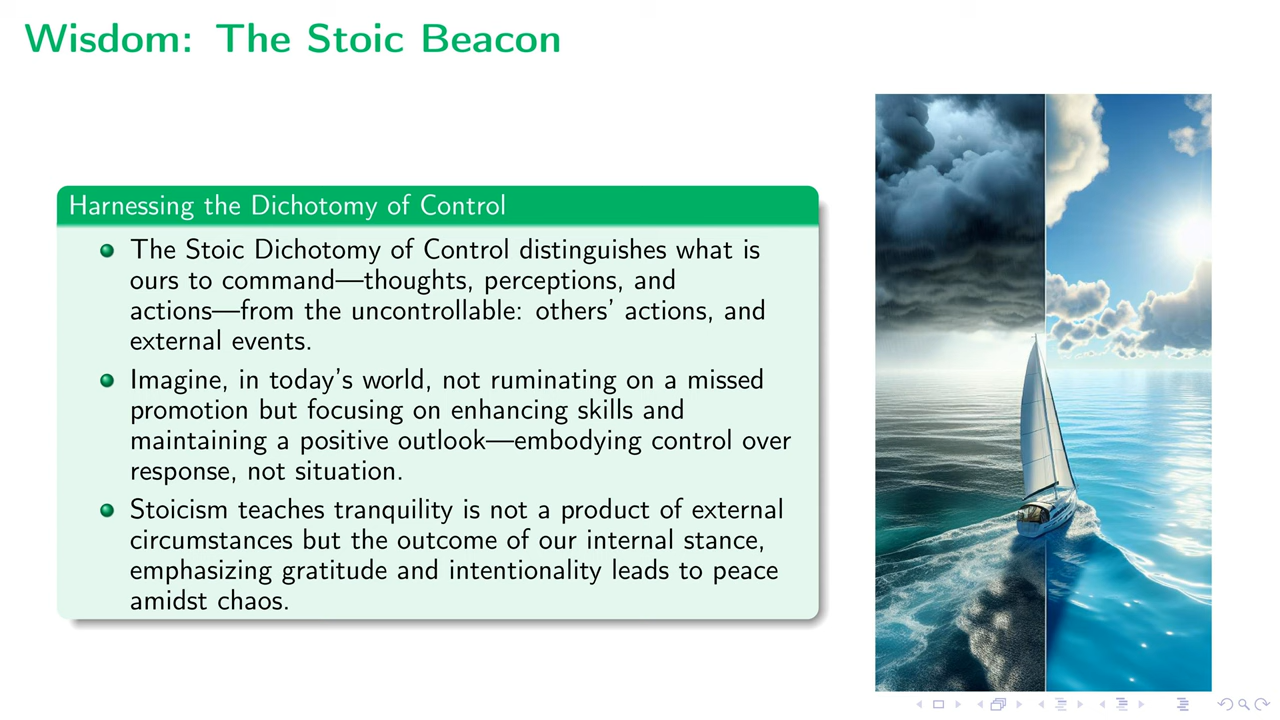 Wisdom: The Stoic Beacon
Harnessing the Dichotomy of Control
The Stoic Dichotomy of Control distinguishes what is
ours to command—thoughts, perceptions, and
actions—from the uncontrollable: others’ actions, and
external events.
Imagine, in today’s world, not ruminating on a missed
promotion but focusing on enhancing skills and
maintaining a positive outlook—embodying control over
response, not situation.
Stoicism teaches tranquility is not a product of external
circumstances but the outcome of our internal stance,
emphasizing gratitude and intentionality leads to peace
amidst chaos.